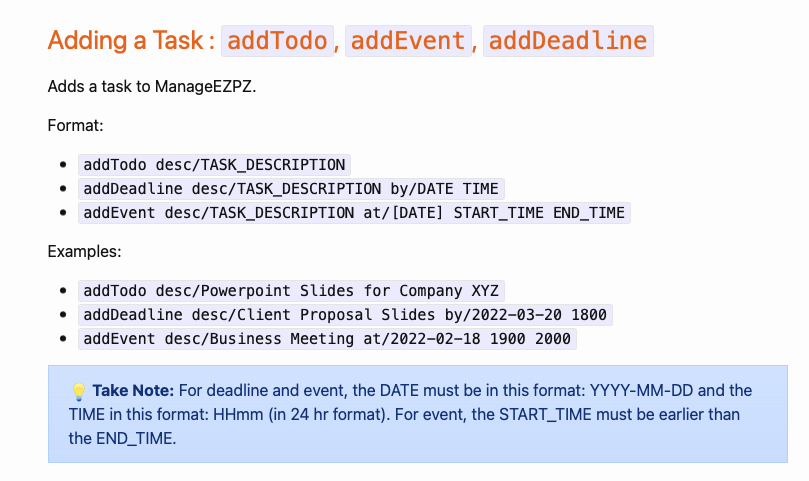 Adding a Task : addTodo, addEvent, addDeadline
Adds a task to ManageEZPZ.
Format:
• addTodo desc/TASK_DESCRIPTION
• addDeadline desc/TASK_DESCRIPTION by/DATE TIME
• addEvent desc/TASK_DESCRIPTION at/[DATE] START_TIME END_TIME
Examples:
• addTodo desc/Powerpoint Slides for Company XYZ
• addDeadline desc/Client Proposal Slides by/2022-03-20 1800
• addEvent desc/Business Meeting at/2022-02-18 1900 2000
💡 Take Note: For deadline and event, the DATE must be in this format: YYYY-MM-DD and the
TIME in this format: HHmm (in 24 hr format). For event, the START_TIME must be earlier than
the END_TIME.